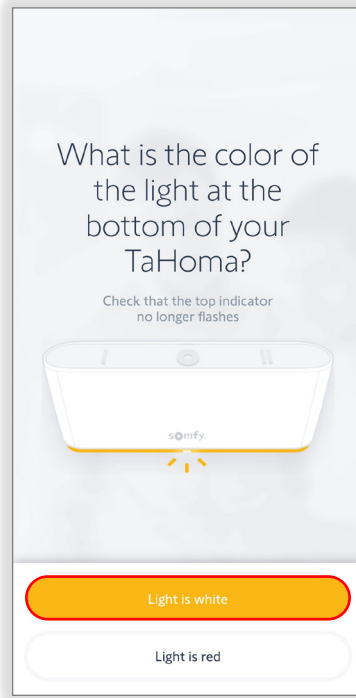 What is the color of
the light at the
bottom of your
TaHoma?
Check that the top indicator
no longer flashes
somfy.
Light is white
Light is red